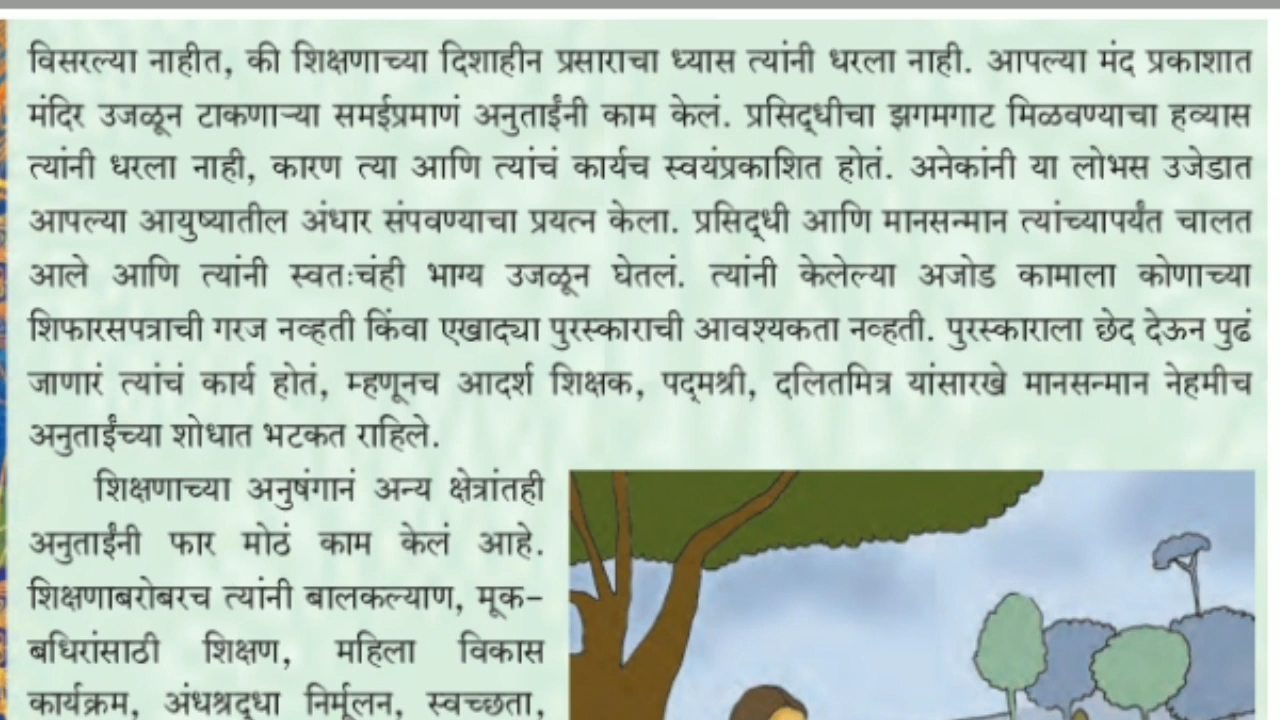 विसरल्या नाहीत, की शिक्षणाच्या दिशाहीन प्रसाराचा ध्यास त्यांनी धरला नाही. आपल्या मंद प्रकाशात
मंदिर उजळून टाकणाऱ्या समईप्रमाणं अनुताईंनी काम केलं. प्रसिद्धीचा झगमगाट मिळवण्याचा हव्यास
त्यांनी धरला नाही, कारण त्या आणि त्यांचं कार्यच स्वयंप्रकाशित होतं. अनेकांनी या लोभस उजेडात
आपल्या आयुष्यातील अंधार संपवण्याचा प्रयत्न केला. प्रसिद्धी आणि मानसन्मान त्यांच्यापर्यंत चालत
आले आणि त्यांनी स्वतःचंही भाग्य उजळून घेतलं. त्यांनी केलेल्या अजोड कामाला कोणाच्या
शिफारसपत्राची गरज नव्हती किंवा एखाद्या पुरस्काराची आवश्यकता नव्हती. पुरस्काराला छेद देऊन पुढं
जाणारं त्यांचं कार्य होतं, म्हणूनच आदर्श शिक्षक, पद्मश्री, दलितमित्र यांसारखे मानसन्मान नेहमीच
अनुताईंच्या शोधात भटकत राहिले.
शिक्षणाच्या अनुषंगानं अन्य क्षेत्रांतही
अनुताईंनी फार मोठं काम केलं आहे.
शिक्षणाबरोबरच त्यांनी बालकल्याण, मूक-
बधिरांसाठी शिक्षण, महिला विकास
कार्यक्रम, अंधश्रद्धा निर्मूलन, स्वच्छता,